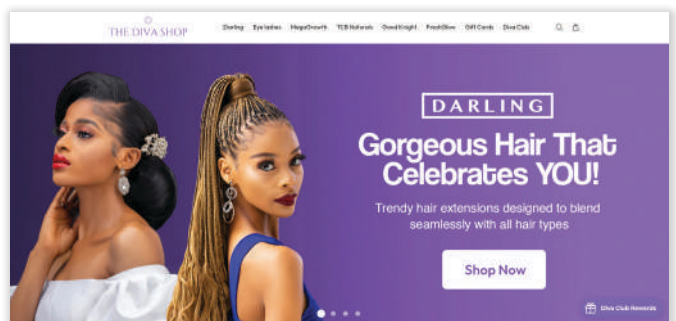 THE DIVA SHOP
Darling Eyelashes MegaGrowth TCB Naturals Good Knight FreshGlow Gift Cards Diva Club
DARLING
Gorgeous Hair That
Celebrates YOU!
Trendy hair extensions designed to blend
seamlessly with all hair types
Shop Now
Diva Club Rewards